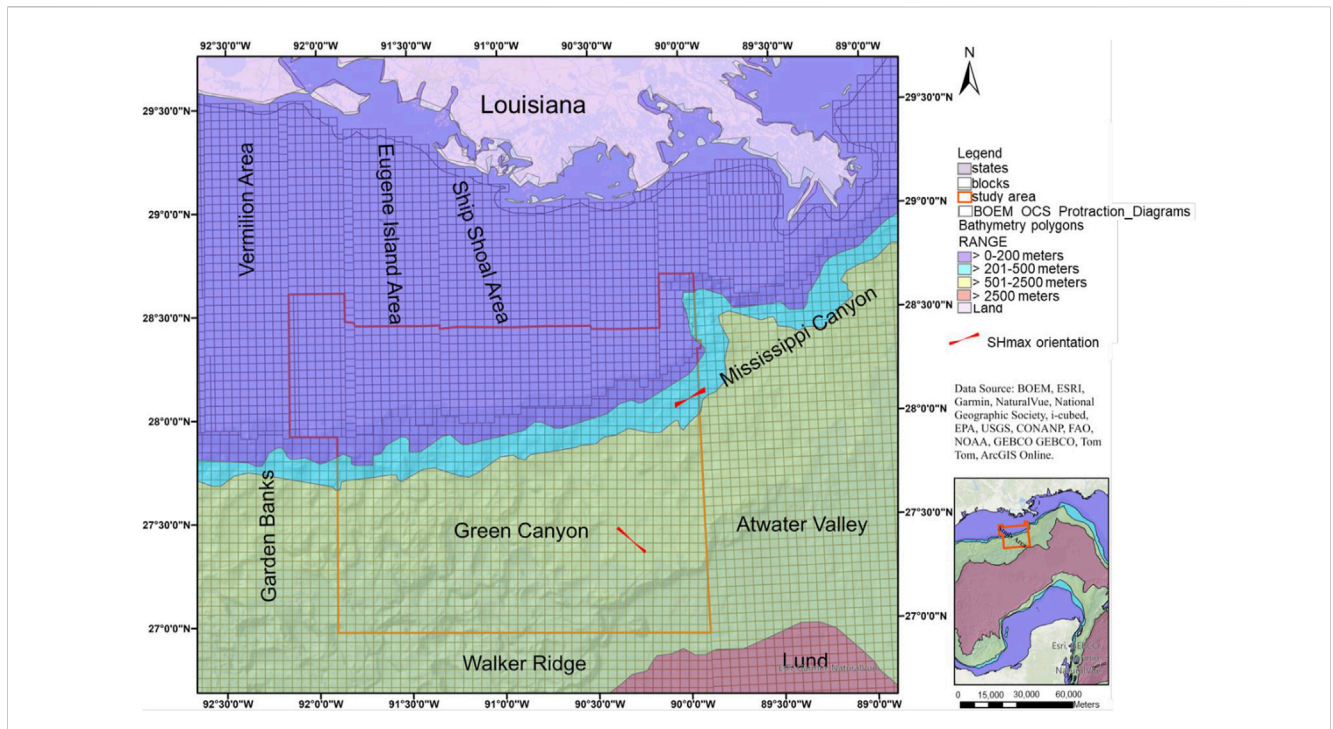 92°30'0"W 92°0'0"W 91°30'0"W 91°0'0"W 90°30'0"W 90°0'0"W 89°30'0"W 89°0'0"W
N
29°30'0"N
29°30'0"N
Louisiana
Vermilion Area
Eugene Island Area
Ship Shoal Area
29°0'0"N
29°0'0"N
28°30'0"N
28°30'0"N
Mississippi Canyon
28°0'0"N
28°0'0"N
Garden Banks
27°30'0"N
27°30'0"N
Green Canyon
Atwater Valley
27°0'0"N
27°0'0"N
Walker Ridge
Lund
92°30'0"W 92°0'0"W 91°30'0"W 91°0'0"W 90°30'0"W 90°0'0"W 89°30'0"W 89°0'0"W
Legend
states
blocks
study area
BOEM OCS Protraction_Diagrams
Bathymetry polygons
RANGE
> 0-200 meters
> 201-500 meters
> 501-2500 meters
> 2500 meters
Land
SHmax orientation
Data Source: BOEM, ESRI,
Garmin, NaturalVue, National
Geographic Society, i-cubed,
EPA, USGS, CONANP, FAO,
NOAA, GEBCO GEBCO, Tom
Tom, ArcGIS Online.
Esri,
0 15,000 30,000 60,000
Meters